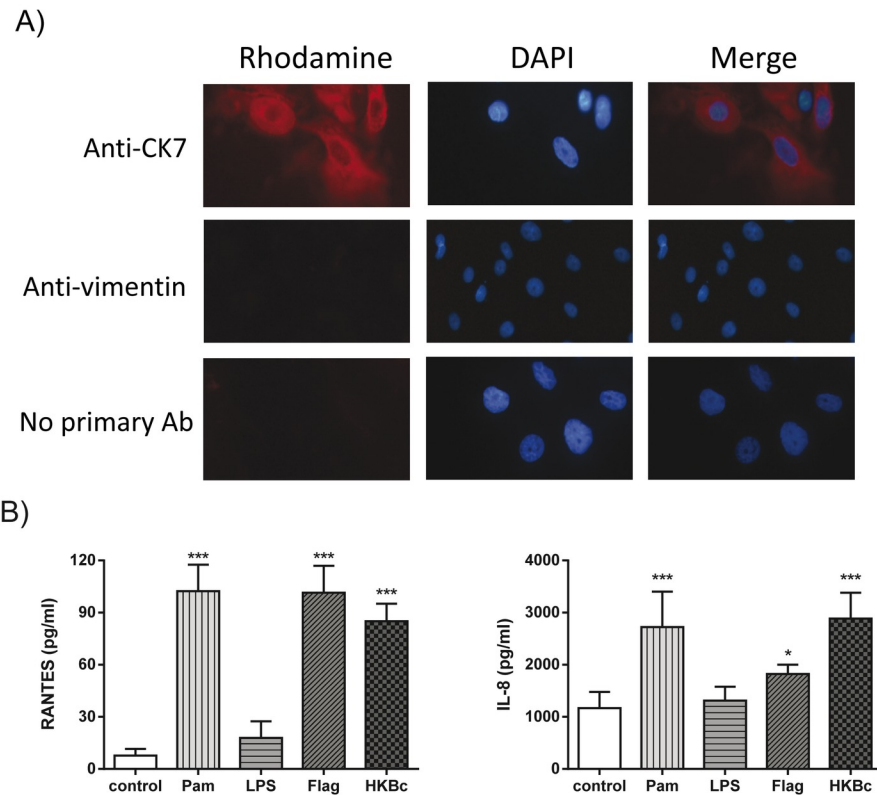 A)
Rhodamine DAPI Merge
Anti-CK7
Anti-vimentin
No primary Ab
B)
RANTES (pg/ml)
120
90
60
30
0
*** *** ***
control Pam LPS Flag HKBc
IL-8 (pg/ml)
4000
3000
2000
1000
0
*** * ***
control Pam LPS Flag HKBc